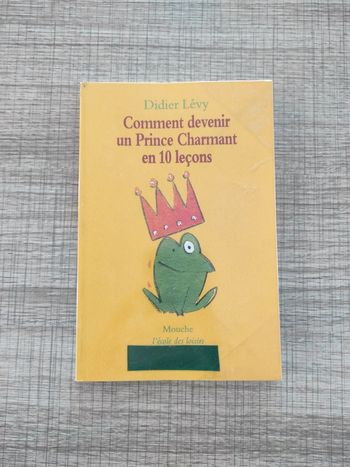 Didier Lévy
Comment devenir
un Prince Charmant
en 10 leçons
Mouche
l'école des loisirs